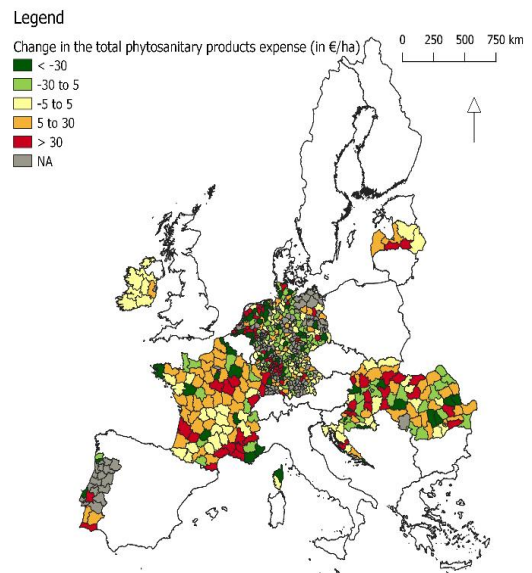 Legend
Change in the total phytosanitary products expense (in €/ha)
0 250 500 750 km
< -30
-30 to 5
-5 to 5
5 to 30
> 30
NA